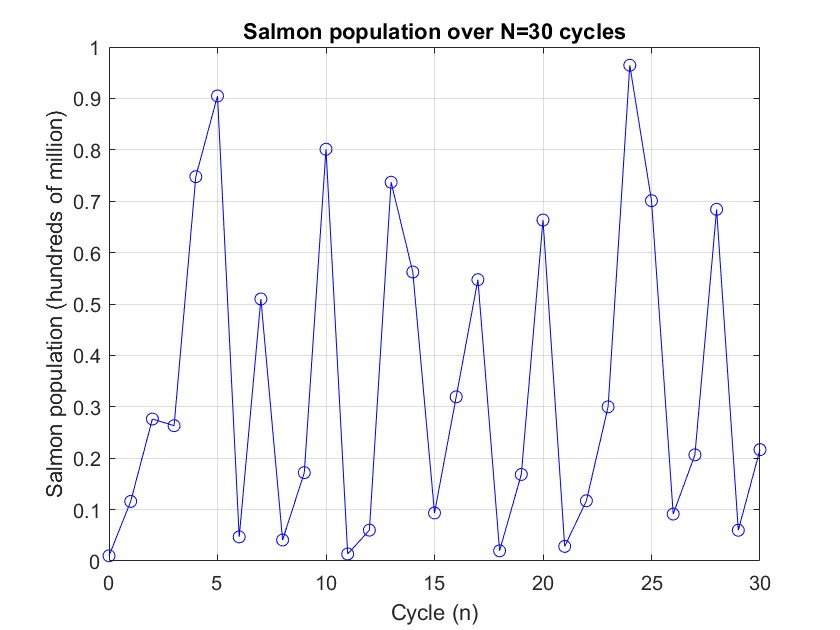 Salmon population over N=30 cycles
Salmon population (hundreds of million)
1
0.9
0.8
0.7
0.6
0.5
0.4
0.3
0.2
0.1
0
0 5 10 15 20 25 30
Cycle (n)